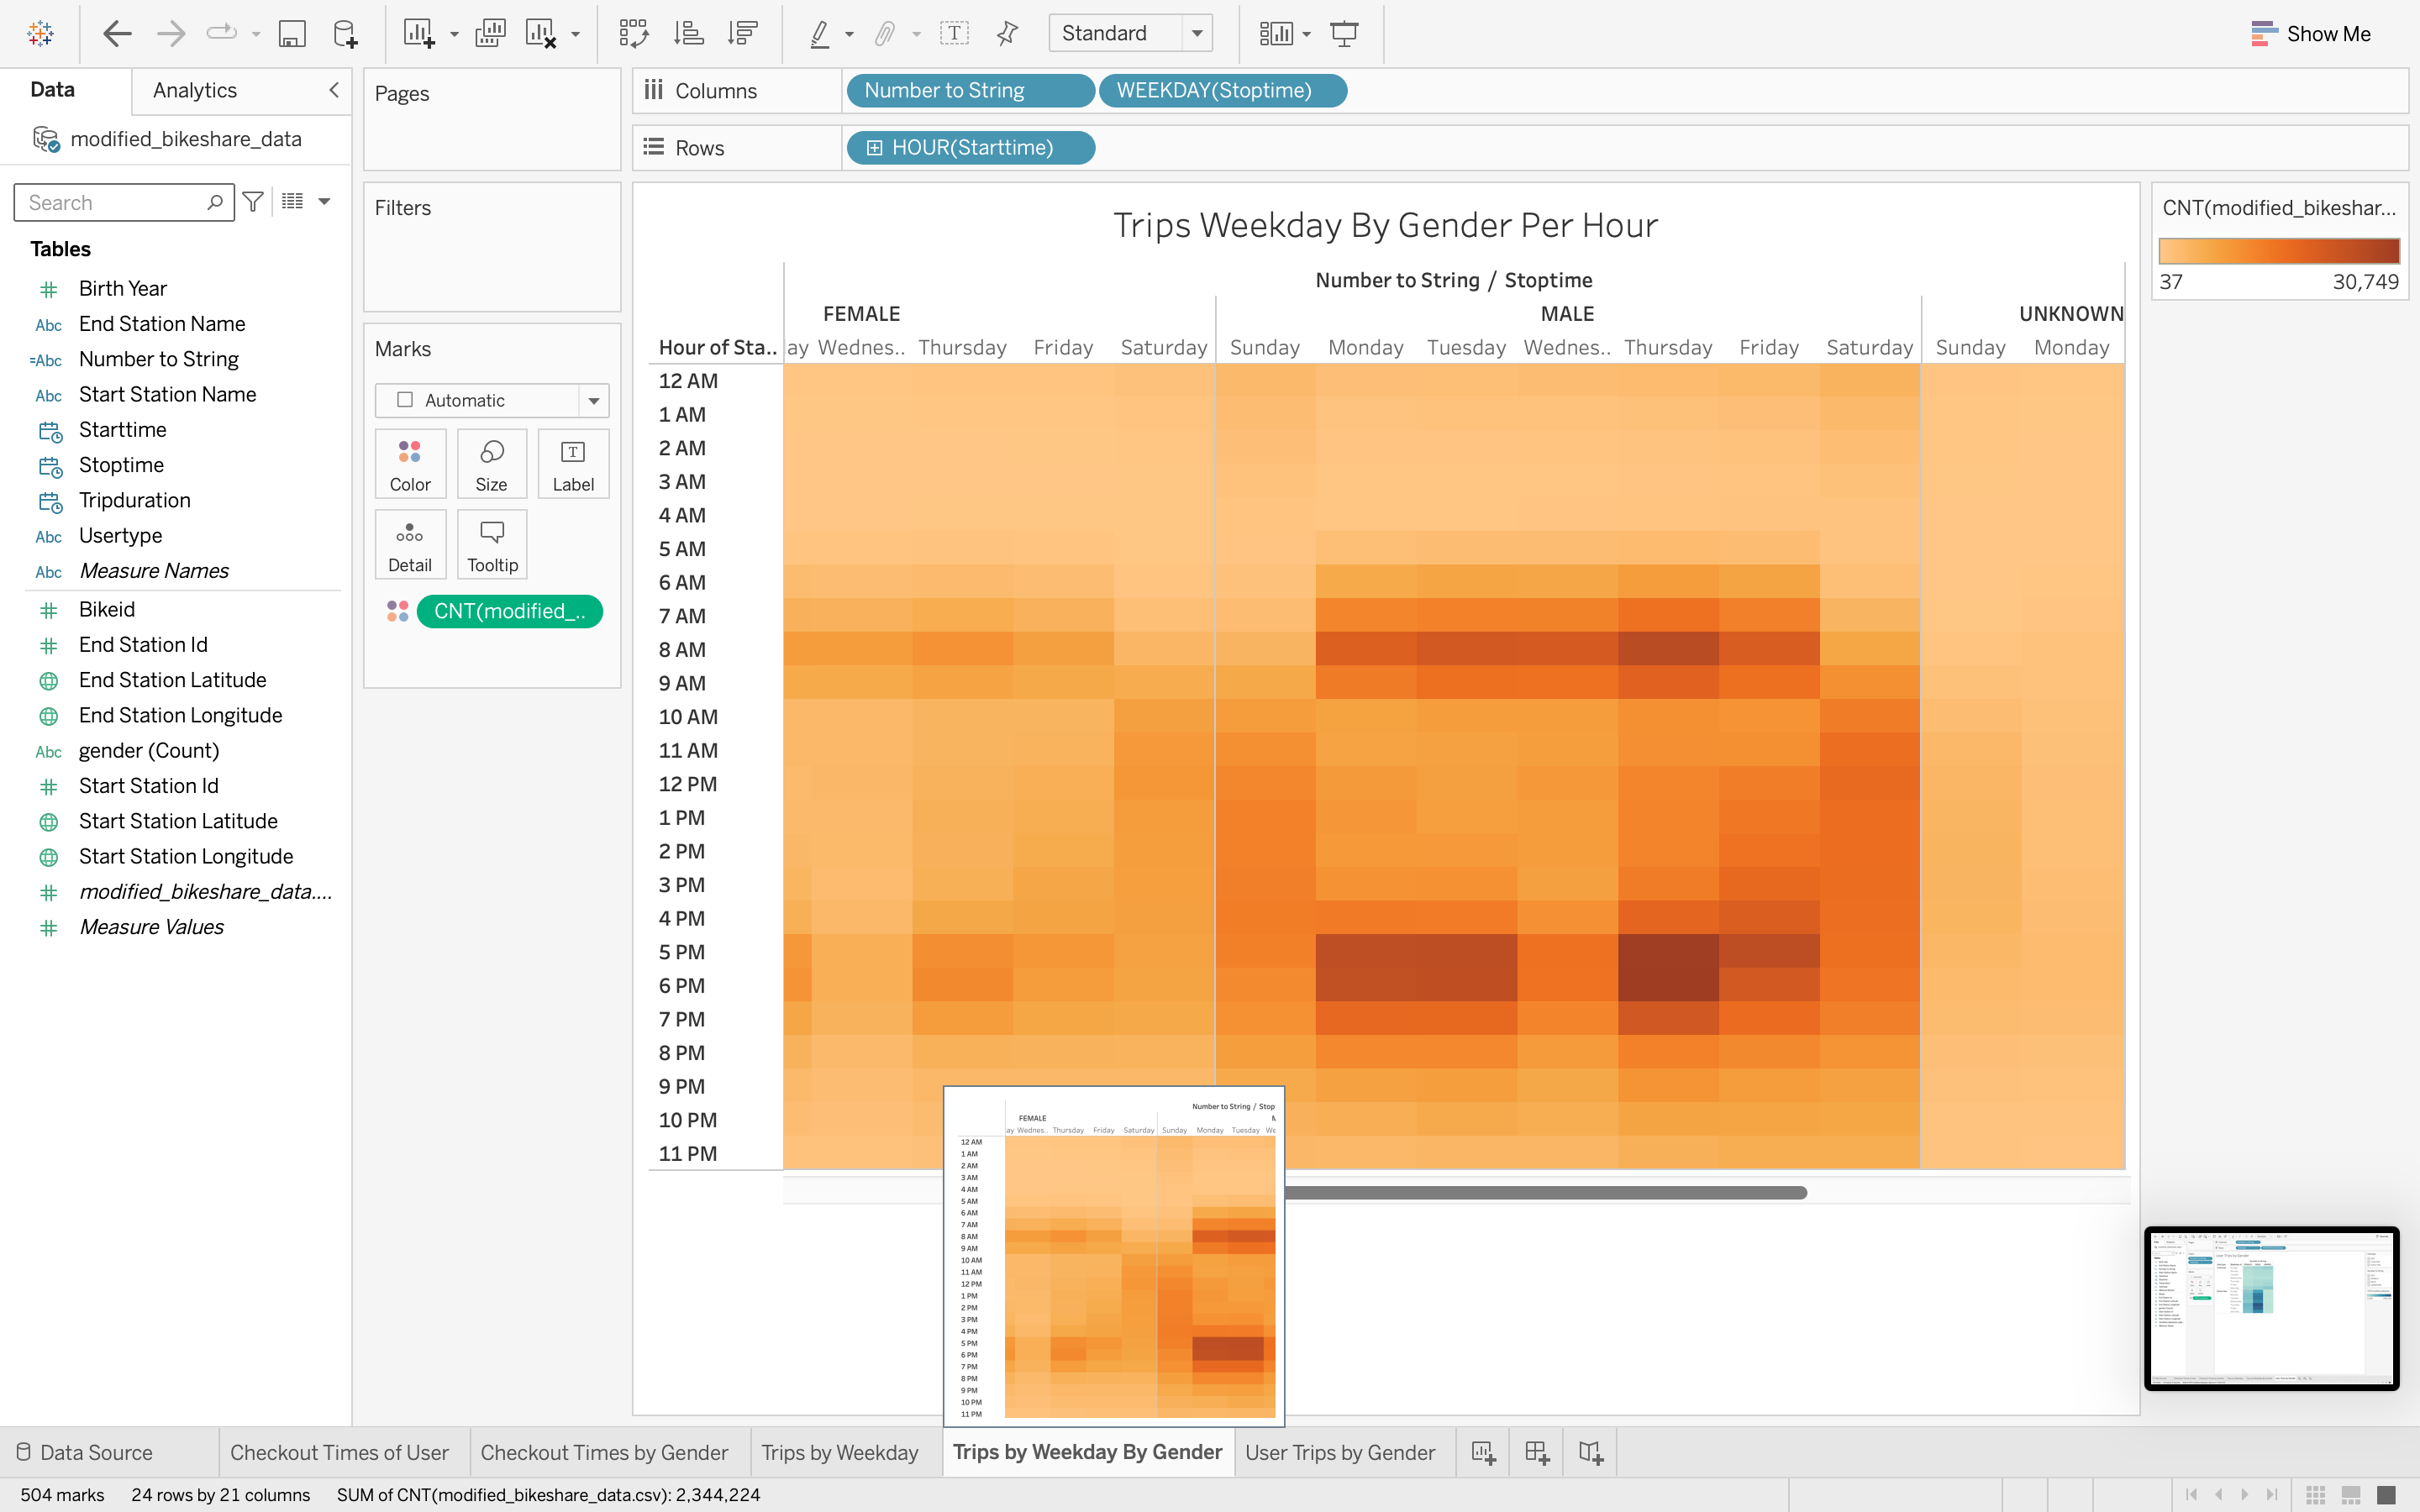 Standard
Show Me
Data
Analytics
Pages
Columns
Number to String
WEEKDAY(Stoptime)
modified_bikeshare_data
Rows
HOUR(Starttime)
Search
Filters
Tables
Birth Year
Abc End Station Name
=Abc Number to String
Abc Start Station Name
Starttime
Stoptime
Tripduration
Abc Usertype
Abc Measure Names
Bikeid
End Station Id
End Station Latitude
End Station Longitude
Abc gender (Count)
Start Station Id
Start Station Latitude
Start Station Longitude
modified_bikeshare_data....
Measure Values
Marks
Automatic
Color
Size
Label
Detail
Tooltip
CNT(modified_..
Trips Weekday By Gender Per Hour
Number to String / Stoptime
FEMALE MALE UNKNOWN
Hour of Sta.. ay Wednes.. Thursday Friday Saturday Sunday Monday Tuesday Wednes.. Thursday Friday Saturday Sunday Monday
12 AM
1 AM
2 AM
3 AM
4 AM
5 AM
6 AM
7 AM
8 AM
9 AM
10 AM
11 AM
12 PM
1 PM
2 PM
3 PM
4 PM
5 PM
6 PM
7 PM
8 PM
9 PM
10 PM
11 PM
CNT(modified_bikeshar...
37 30,749
Number to String / Stop
FEMALE
ay Wednes.. Thursday Friday Saturday Sunday Monday Tuesday We
12 AM
1 AM
2 AM
3 AM
4 AM
5 AM
6 AM
7 AM
8 AM
9 AM
10 AM
11 AM
12 PM
1 PM
2 PM
3 PM
4 PM
5 PM
6 PM
7 PM
8 PM
9 PM
10 PM
11 PM
Data Source
Checkout Times of User
Checkout Times by Gender
Trips by Weekday
Trips by Weekday By Gender
User Trips by Gender
504 marks
24 rows by 21 columns
SUM of CNT(modified_bikeshare_data.csv): 2,344,224